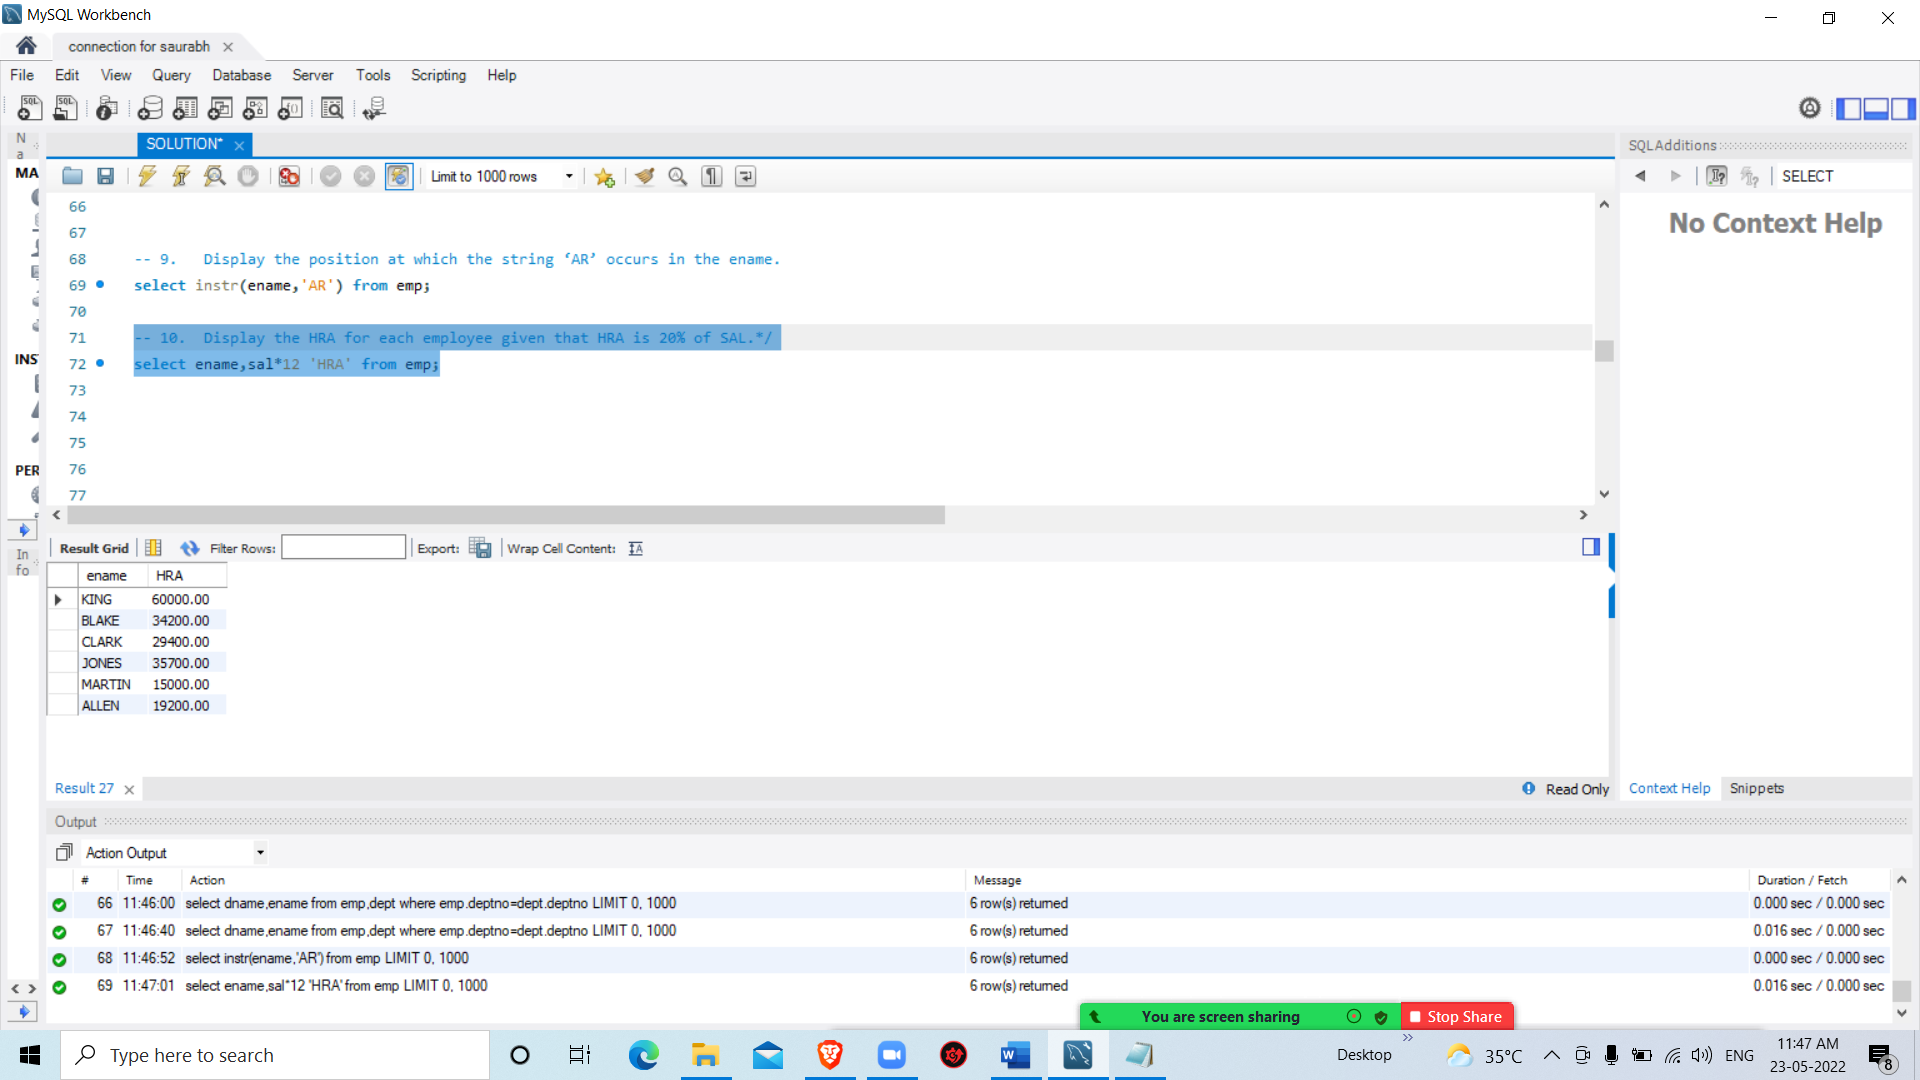 MySQL Workbench
connection for saurabh
File Edit View Query Database Server Tools Scripting Help
N
a
SOLUTION*
SQLAdditions
MA
Limit to 1000 rows
SELECT
No Context Help
66
67
68 -- 9. Display the position at which the string ‘AR’ occurs in the ename.
69 select instr(ename,'AR') from emp;
70
71 -- 10. Display the HRA for each employee given that HRA is 20% of SAL.*/
72 select ename,sal*12 'HRA' from emp;
73
74
75
76
77
INS
PER
In
fo
Result Grid Filter Rows: Export: Wrap Cell Content:
ename HRA
KING 60000.00
BLAKE 34200.00
CLARK 29400.00
JONES 35700.00
MARTIN 15000.00
ALLEN 19200.00
Result 27
Read Only
Context Help Snippets
Output
Action Output
# Time Action Message Duration / Fetch
66 11:46:00 select dname,ename from emp,dept where emp.deptno=dept.deptno LIMIT 0, 1000 6 row(s) returned 0.000 sec / 0.000 sec
67 11:46:40 select dname,ename from emp,dept where emp.deptno=dept.deptno LIMIT 0, 1000 6 row(s) returned 0.016 sec / 0.000 sec
68 11:46:52 select instr(ename,'AR') from emp LIMIT 0, 1000 6 row(s) returned 0.000 sec / 0.000 sec
69 11:47:01 select ename,sal*12 'HRA' from emp LIMIT 0, 1000 6 row(s) returned 0.016 sec / 0.000 sec
You are screen sharing Stop Share
Type here to search
Desktop
35°C
ENG
11:47 AM
23-05-2022
8